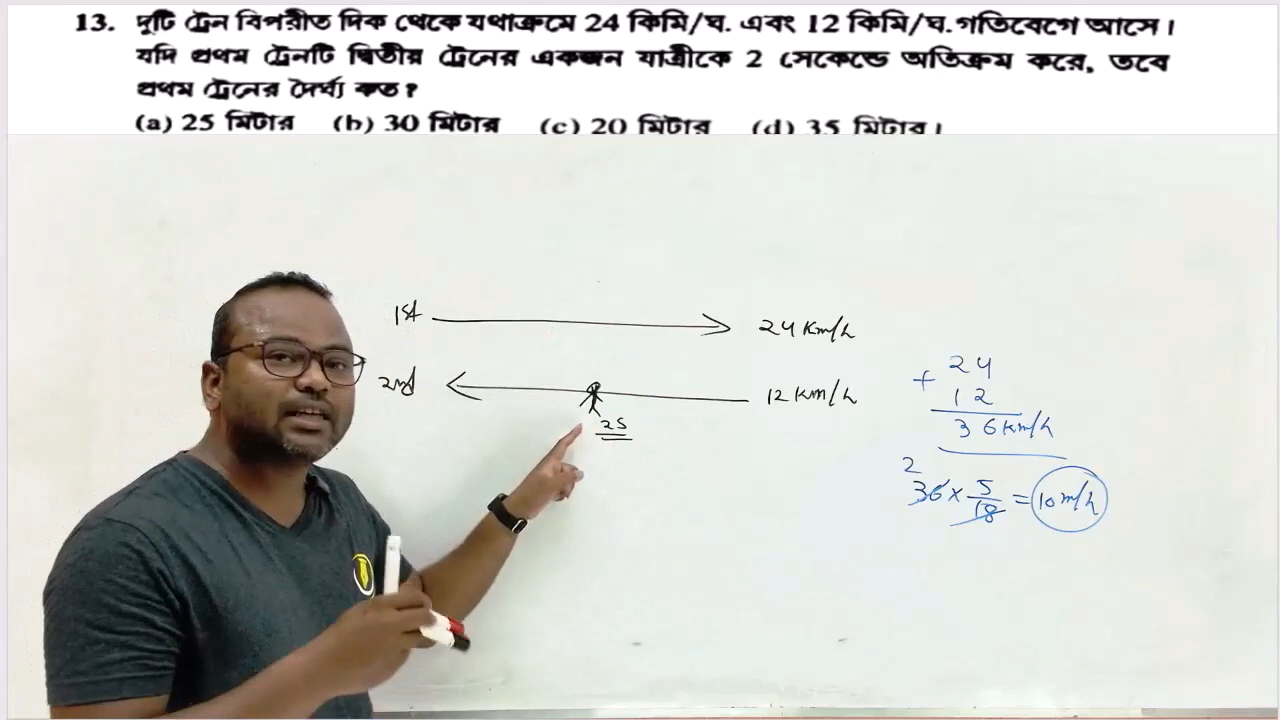 13. দুটি ট্রেন বিপরীত দিক থেকে যথাক্রমে 24 কিমি/ঘ. এবং 12 কিমি/ঘ. গতিবেগে আসে।
যদি প্রথম ট্রেনটি দ্বিতীয় ট্রেনের একজন যাত্রীকে 2 সেকেন্ডে অতিক্রম করে, তবে
প্রথম ট্রেনের দৈর্ঘ্য কত?
(a) 25 মিটার (b) 30 মিটার (c) 20 মিটার (d) 35 মিটার।
1st 24 Km/h
2nd 12 Km/h
2s
24
+ 12
36 km/h
2
36 × 5/18 = 10 m/h